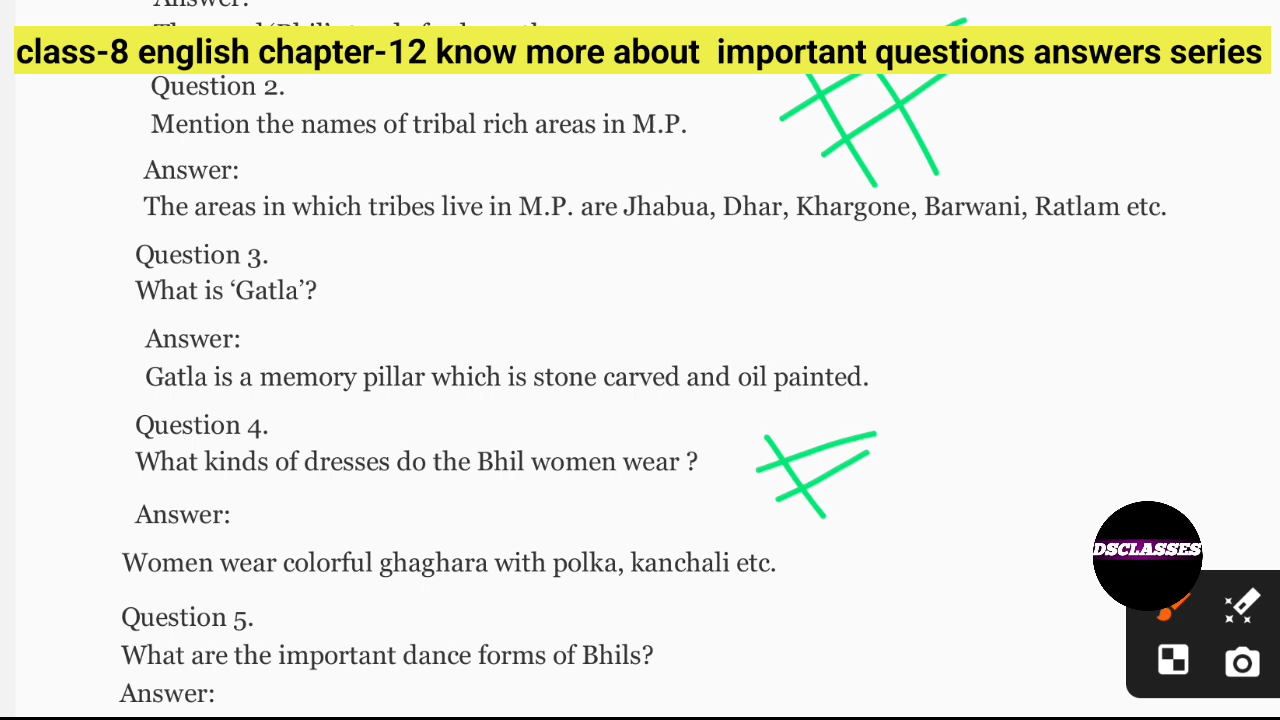 Answer:
class-8 english chapter-12 know more about important questions answers series
Question 2.
Mention the names of tribal rich areas in M.P.
Answer:
The areas in which tribes live in M.P. are Jhabua, Dhar, Khargone, Barwani, Ratlam etc.
Question 3.
What is ‘Gatla’?
Answer:
Gatla is a memory pillar which is stone carved and oil painted.
Question 4.
What kinds of dresses do the Bhil women wear ?
Answer:
Women wear colorful ghaghara with polka, kanchali etc.
DSCLASSES
Question 5.
What are the important dance forms of Bhils?
Answer: